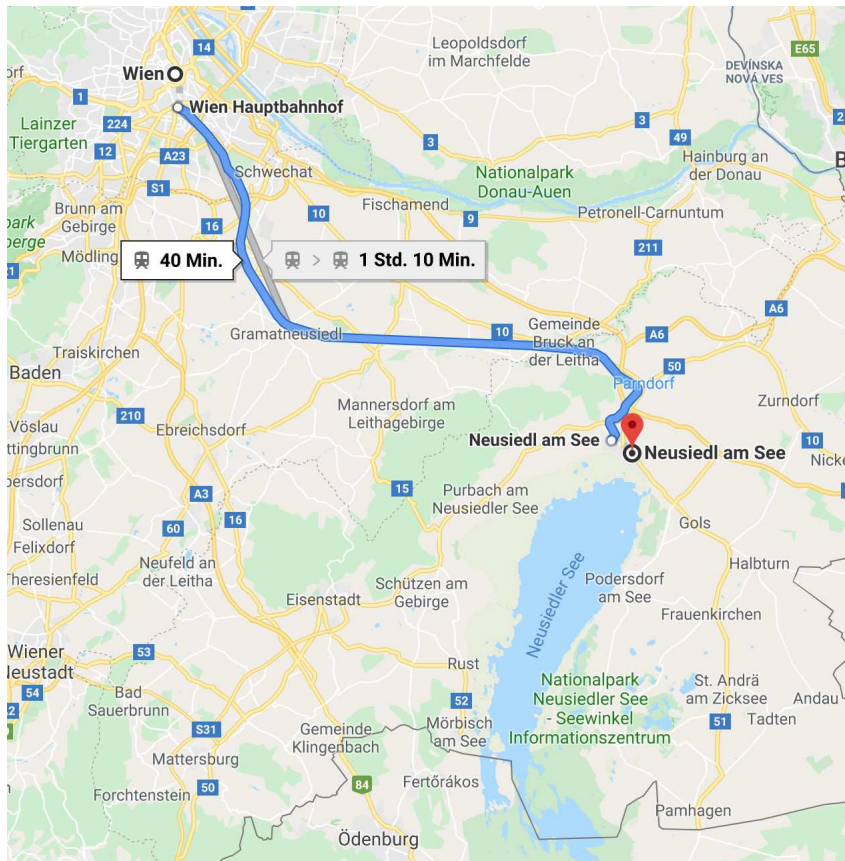 14
Leopoldsdorf
im Marchfelde
E65
DEVÍNSKA
NOVÁ VES
Wien
1
Wien Hauptbahnhof
224
Lainzer
Tiergarten
12
A23
3
3
49
2
Hainburg an
der Donau
B
S1
Schwechat
Nationalpark
Donau-Auen
Brunn am
Gebirge
16
10
Fischamend
9
Petronell-Carnuntum
Mödling
211
21
40 Min.
1 Std. 10 Min.
A6
Gramatneusiedl
10
Gemeinde
Bruck an
der Leitha
A6
Traiskirchen
50
Baden
Parndorf
Zurndorf
210
Mannersdorf am
Leithagebirge
Vöslau
Ebreichsdorf
Neusiedl am See
Neusiedl am See
10
Nicke
A3
15
Purbach am
Neusiedler See
16
Sollenau
60
Gols
Felixdorf
Neufeld an
der Leitha
Halbturn
Theresienfeld
Schützen am
Gebirge
Podersdorf
am See
Eisenstadt
Neusiedler See
Frauenkirchen
Wiener
Neustadt
53
Rust
54
Bad
Sauerbrunn
52
Nationalpark
Neusiedler See
- Seewinkel
Informationszentrum
St. Andrä
am Zicksee
Andau
S31
Gemeinde
Klingenbach
Mörbisch
am See
51
Tadten
Mattersburg
50
84
Fertőrákos
Forchtenstein
Pamhagen
Ödenburg